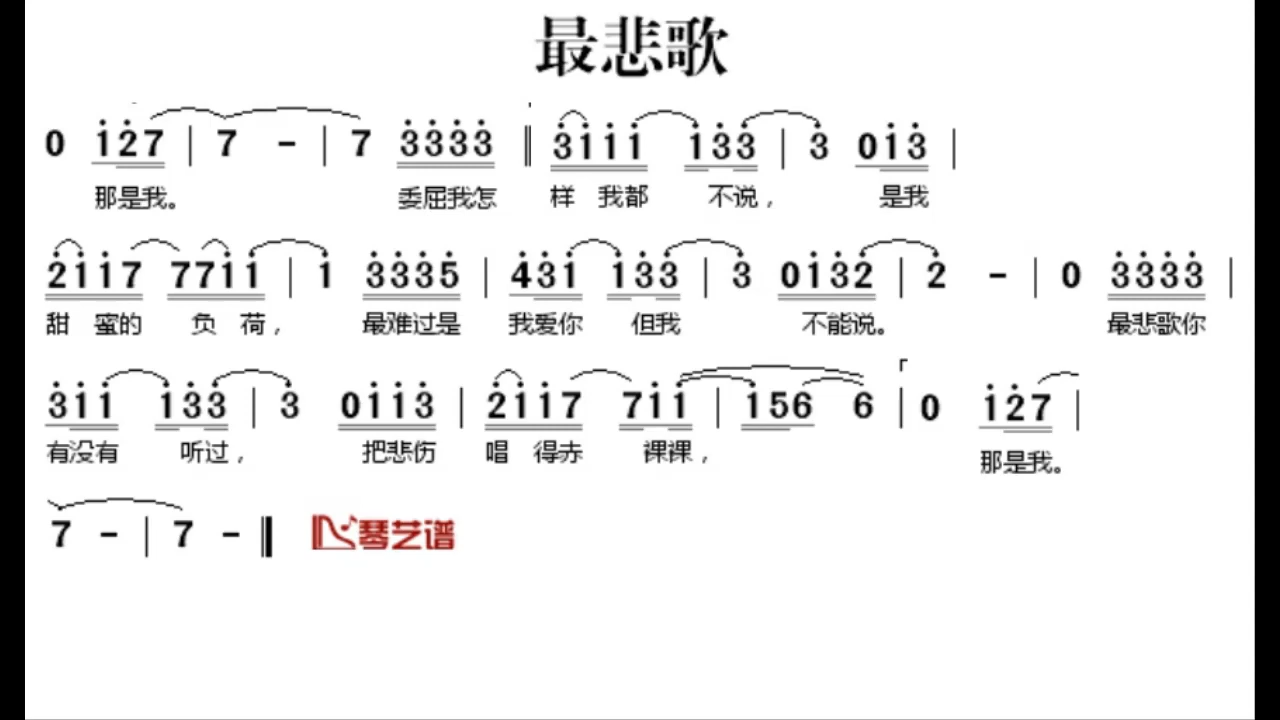 最悲歌
0 127 | 7 - | 7 3333 ‖ 3111 133 | 3 013 |
那是我。 委屈我怎 样 我都 不说， 是我
2117 7711 | 1 3335 | 431 133 | 3 0132 | 2 - | 0 3333 |
甜 蜜的 负 荷， 最难过是 我爱你 但我 不能说。 最悲歌你
311 133 | 3 0113 | 2117 711 | 156 6 | 0 127 |
有没有 听过， 把悲伤 唱 得赤 裸裸， 那是我。
7 - | 7 - ‖
琴艺谱